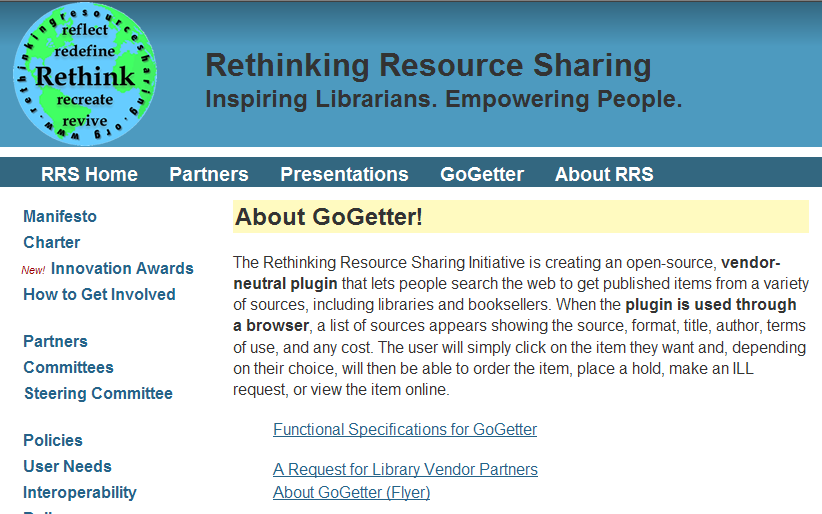 www.rethinkingresourcesharing.org
reflect
redefine
Rethink
recreate
revive
Rethinking Resource Sharing
Inspiring Librarians. Empowering People.
RRS Home Partners Presentations GoGetter About RRS
Manifesto
Charter
New! Innovation Awards
How to Get Involved
Partners
Committees
Steering Committee
Policies
User Needs
Interoperability
About GoGetter!
The Rethinking Resource Sharing Initiative is creating an open-source, vendor-
neutral plugin that lets people search the web to get published items from a variety
of sources, including libraries and booksellers. When the plugin is used through
a browser, a list of sources appears showing the source, format, title, author, terms
of use, and any cost. The user will simply click on the item they want and, depending
on their choice, will then be able to order the item, place a hold, make an ILL
request, or view the item online.
Functional Specifications for GoGetter
A Request for Library Vendor Partners
About GoGetter (Flyer)